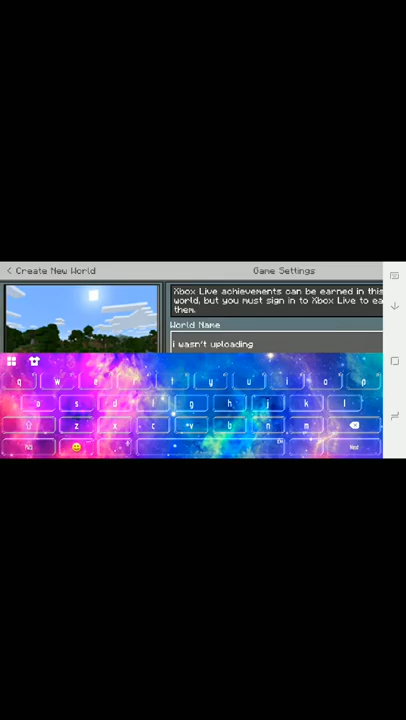 < Create New World
Game Settings
Xbox Live achievements can be earned in this
world, but you must sign in to Xbox Live to ea
them.
World Name
i wasn't uploading
q w e r t y u i o p
a s d f g h j k l
z x c v b n m
Next